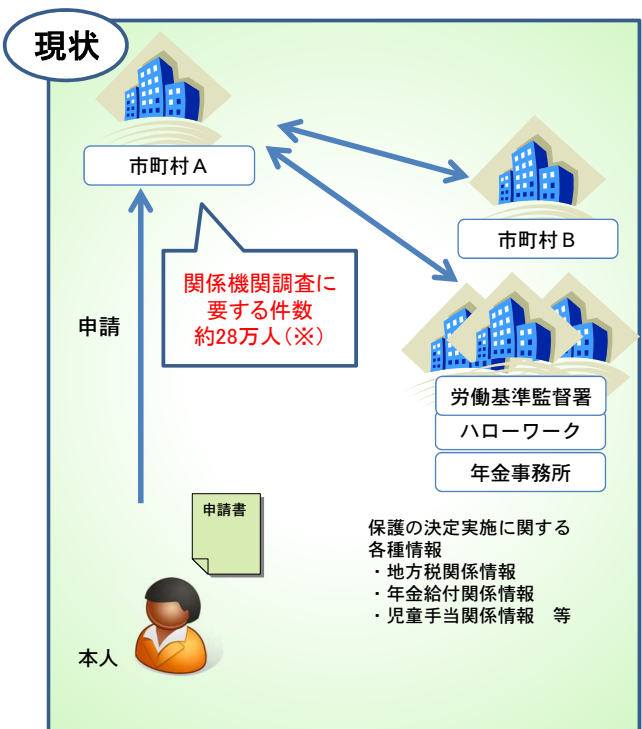 現状
市町村A
市町村B
関係機関調査に
要する件数
約28万人(※)
申請
労働基準監督署
ハローワーク
年金事務所
申請書
保護の決定実施に関する
各種情報
・地方税関係情報
・年金給付関係情報
・児童手当関係情報 等
本人